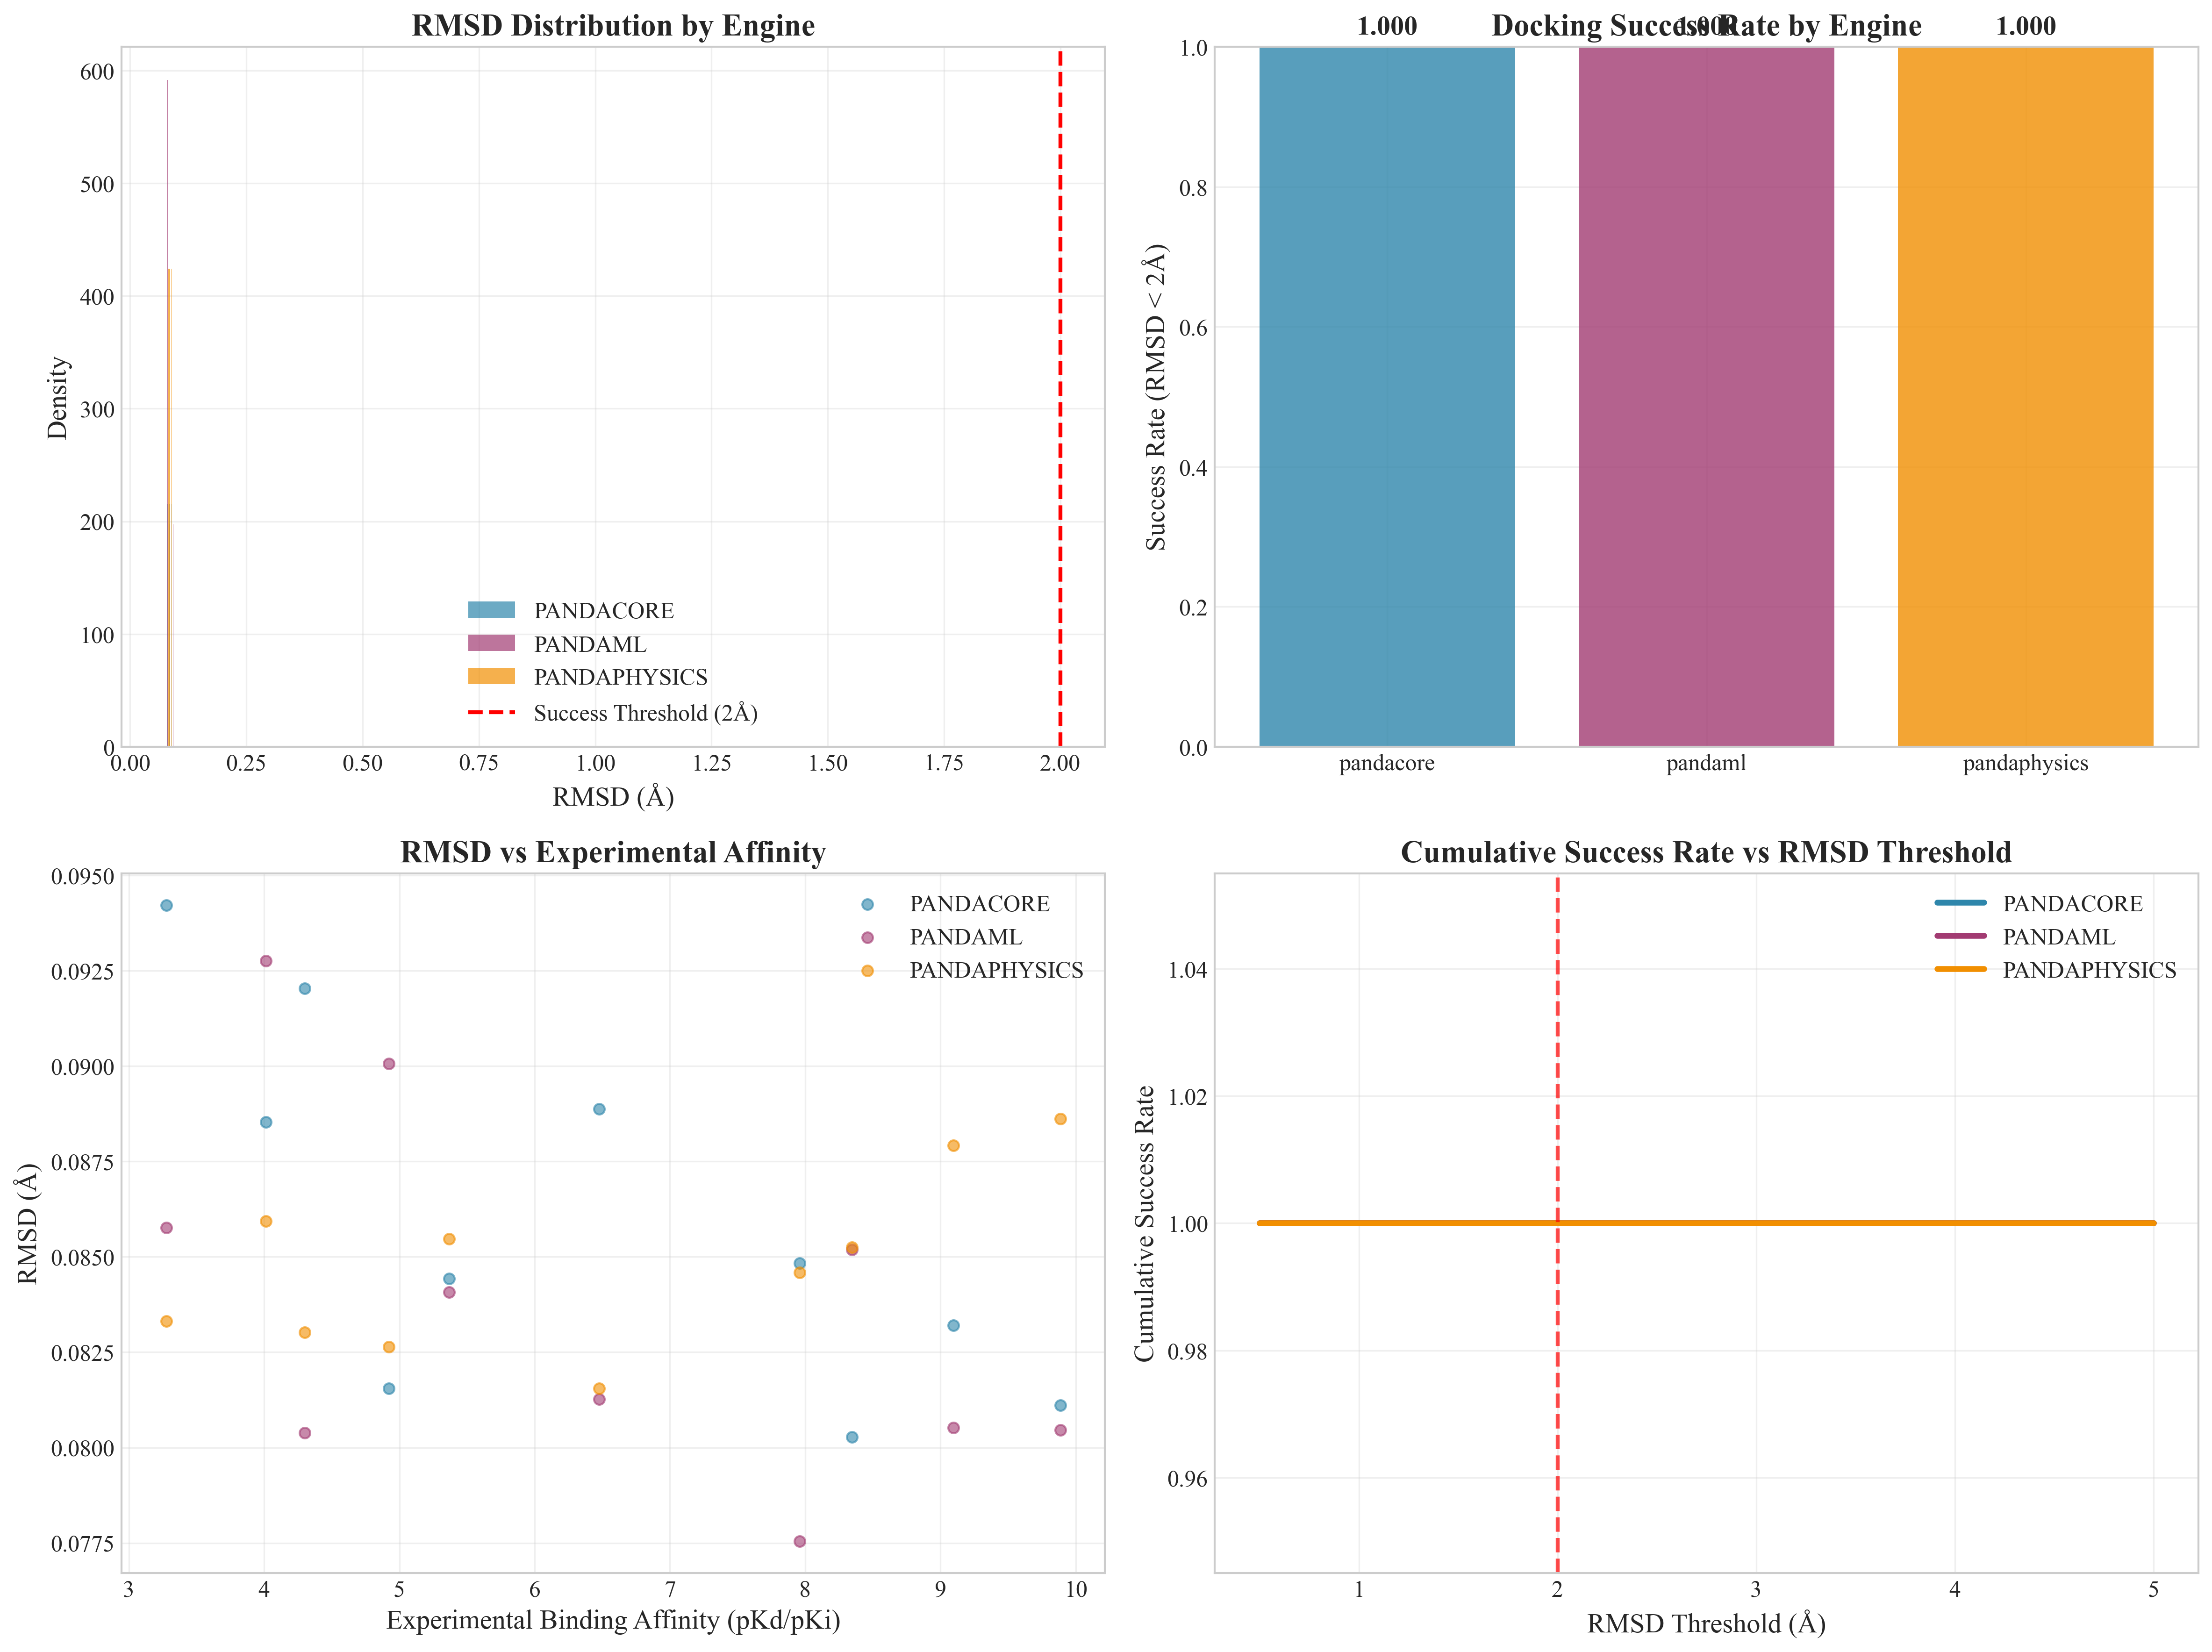 RMSD Distribution by Engine
600
500
400
300
200
100
0
Density
PANDACORE
PANDAML
PANDAPHYSICS
Success Threshold (2Å)
0.00 0.25 0.50 0.75 1.00 1.25 1.50 1.75 2.00
RMSD (Å)
Docking Success Rate by Engine
1.000 1.000 1.000
1.0
0.8
0.6
0.4
0.2
0.0
Success Rate (RMSD < 2Å)
pandacore pandaml pandaphysics
RMSD vs Experimental Affinity
PANDACORE
PANDAML
PANDAPHYSICS
0.0950
0.0925
0.0900
0.0875
0.0850
0.0825
0.0800
0.0775
RMSD (Å)
3 4 5 6 7 8 9 10
Experimental Binding Affinity (pKd/pKi)
Cumulative Success Rate vs RMSD Threshold
PANDACORE
PANDAML
PANDAPHYSICS
1.04
1.02
1.00
0.98
0.96
Cumulative Success Rate
1 2 3 4 5
RMSD Threshold (Å)